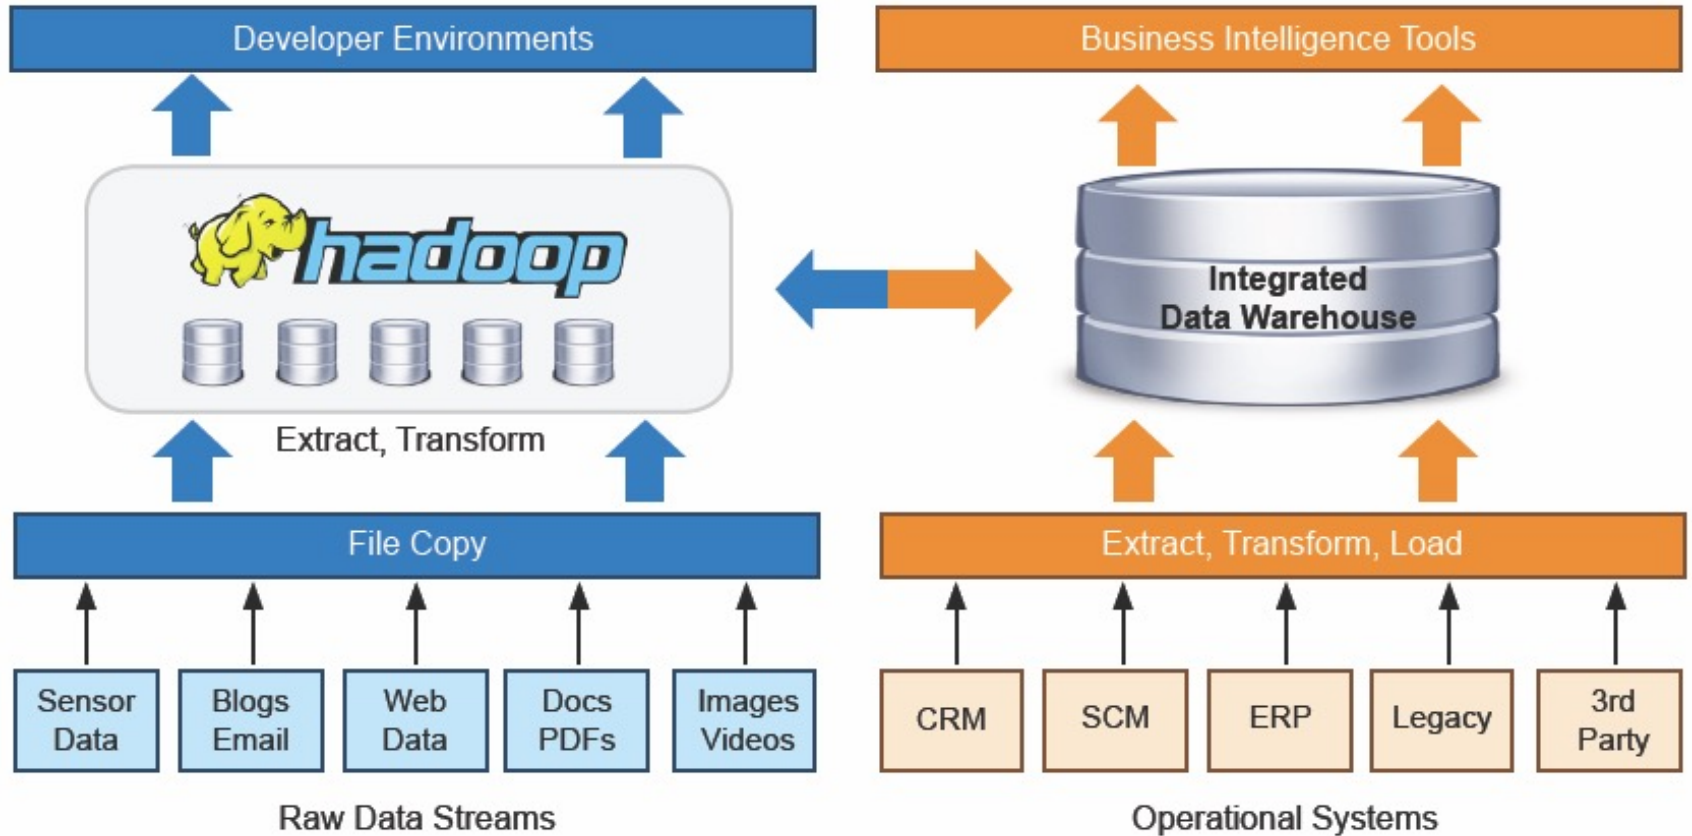 Developer Environments
Business Intelligence Tools
hadoop
Integrated
Data Warehouse
Extract, Transform
File Copy
Extract, Transform, Load
Sensor
Data
Blogs
Email
Web
Data
Docs
PDFs
Images
Videos
CRM
SCM
ERP
Legacy
3rd
Party
Raw Data Streams
Operational Systems